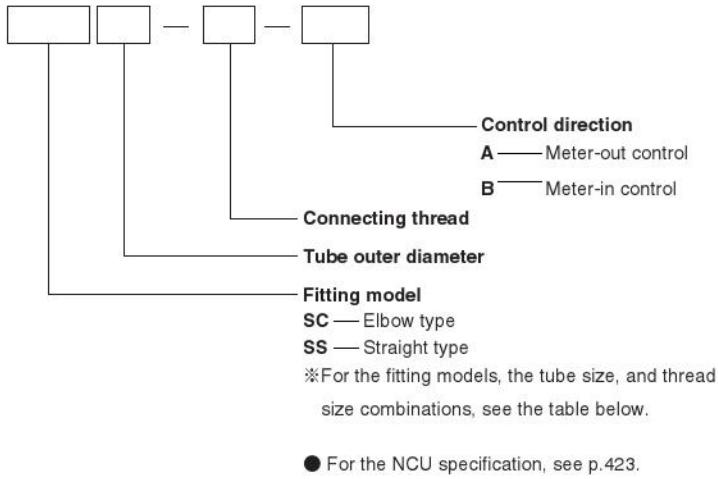 — —
Control direction
A — Meter-out control
B — Meter-in control
Connecting thread
Tube outer diameter
Fitting model
SC — Elbow type
SS — Straight type
※For the fitting models, the tube size, and thread
size combinations, see the table below.
● For the NCU specification, see p.423.